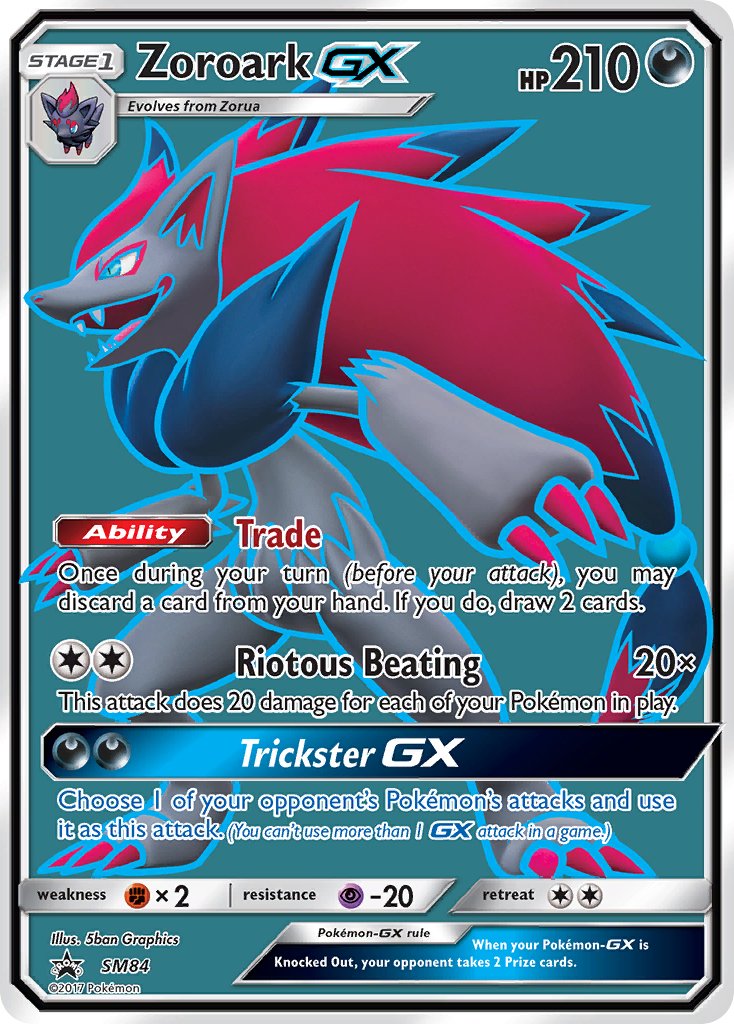 STAGE 1 Zoroark GX HP 210
Evolves from Zorua
Ability Trade
Once during your turn (before your attack), you may
discard a card from your hand. If you do, draw 2 cards.
Riotous Beating 20×
This attack does 20 damage for each of your Pokémon in play.
Trickster GX
Choose 1 of your opponent's Pokémon's attacks and use
it as this attack. (You can't use more than 1 GX attack in a game.)
weakness × 2 resistance -20 retreat
Illus. 5ban Graphics
SM84
©2017 Pokémon
Pokémon-GX rule
When your Pokémon-GX is
Knocked Out, your opponent takes 2 Prize cards.